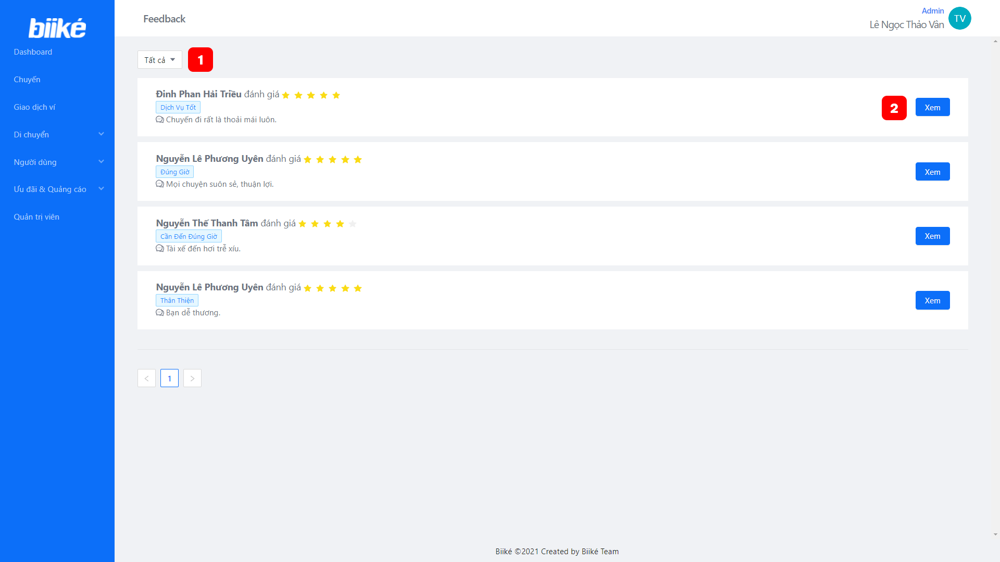 biiké
Dashboard
Chuyến
Giao dịch ví
Di chuyển
Người dùng
Ưu đãi & Quảng cáo
Quản trị viên
Feedback
Admin
Lê Ngọc Thảo Vân
TV
Tất cả
1
Đinh Phan Hải Triều đánh giá
Dịch Vụ Tốt
Chuyến đi rất là thoải mái luôn.
2
Xem
Nguyễn Lê Phương Uyên đánh giá
Đúng Giờ
Mọi chuyện suôn sẻ, thuận lợi.
Xem
Nguyễn Thế Thanh Tâm đánh giá
Cần Đến Đúng Giờ
Tài xế đến hơi trễ xíu.
Xem
Nguyễn Lê Phương Uyên đánh giá
Thân Thiện
Bạn dễ thương.
Xem
< 1 >
Biiké ©2021 Created by Biiké Team